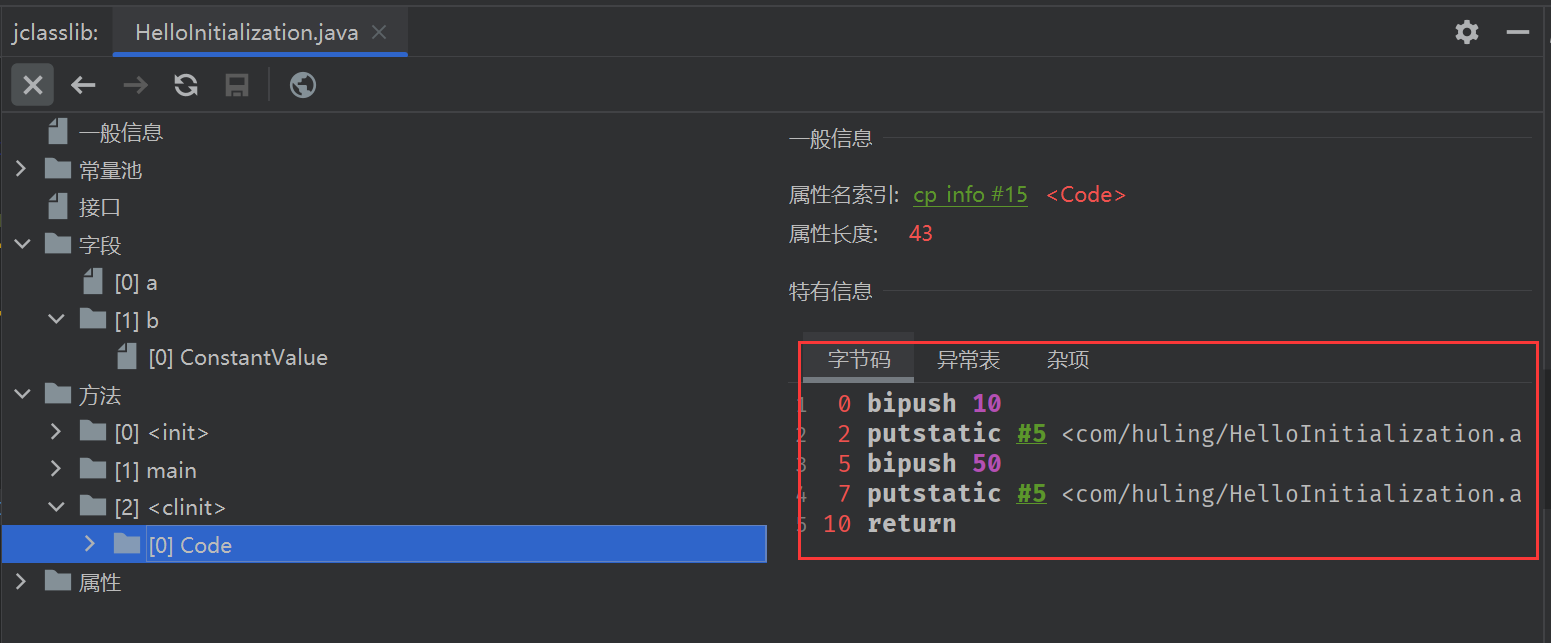 jclasslib: HelloInitialization.java
一般信息
常量池
接口
字段
[0] a
[1] b
[0] ConstantValue
方法
[0] <init>
[1] main
[2] <clinit>
[0] Code
属性
一般信息
属性名索引: cp info #15 <Code>
属性长度: 43
特有信息
字节码 异常表 杂项
1 0 bipush 10
2 2 putstatic #5 <com/huling/HelloInitialization.a
3 5 bipush 50
4 7 putstatic #5 <com/huling/HelloInitialization.a
5 10 return